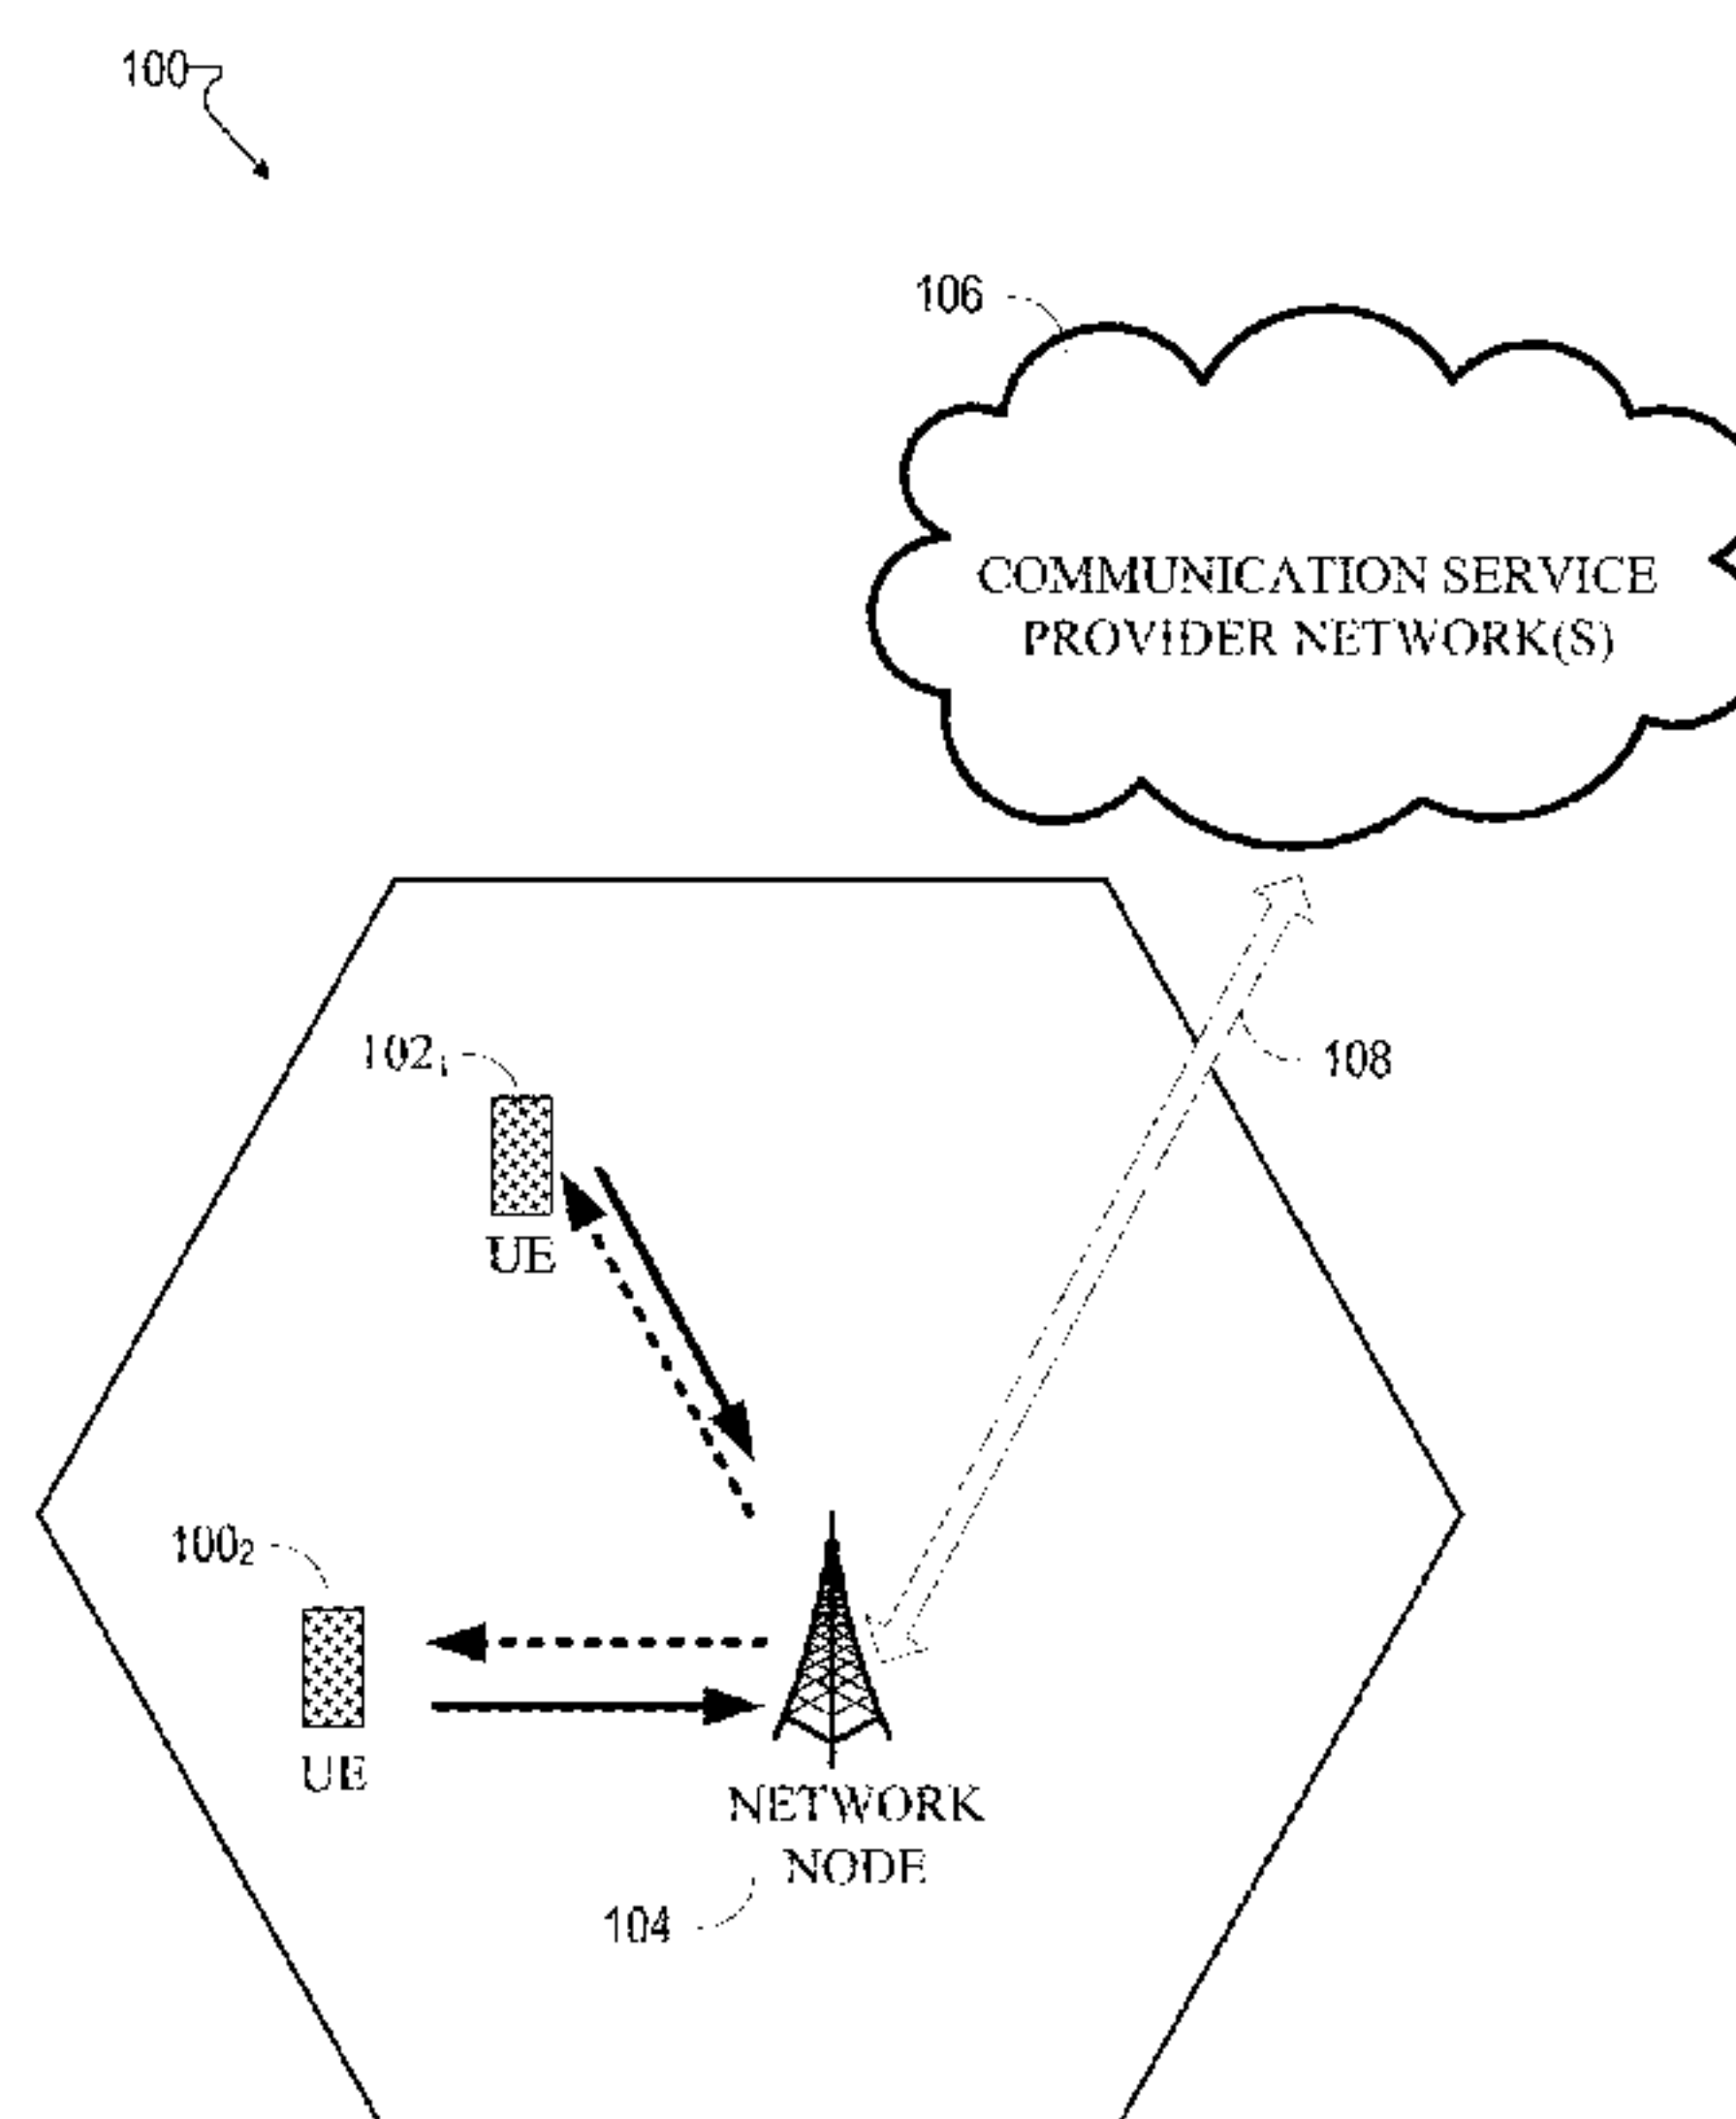 100
106
COMMUNICATION SERVICE
PROVIDER NETWORK(S)
102₁
108
UE
100₂
UE
NETWORK
NODE
104